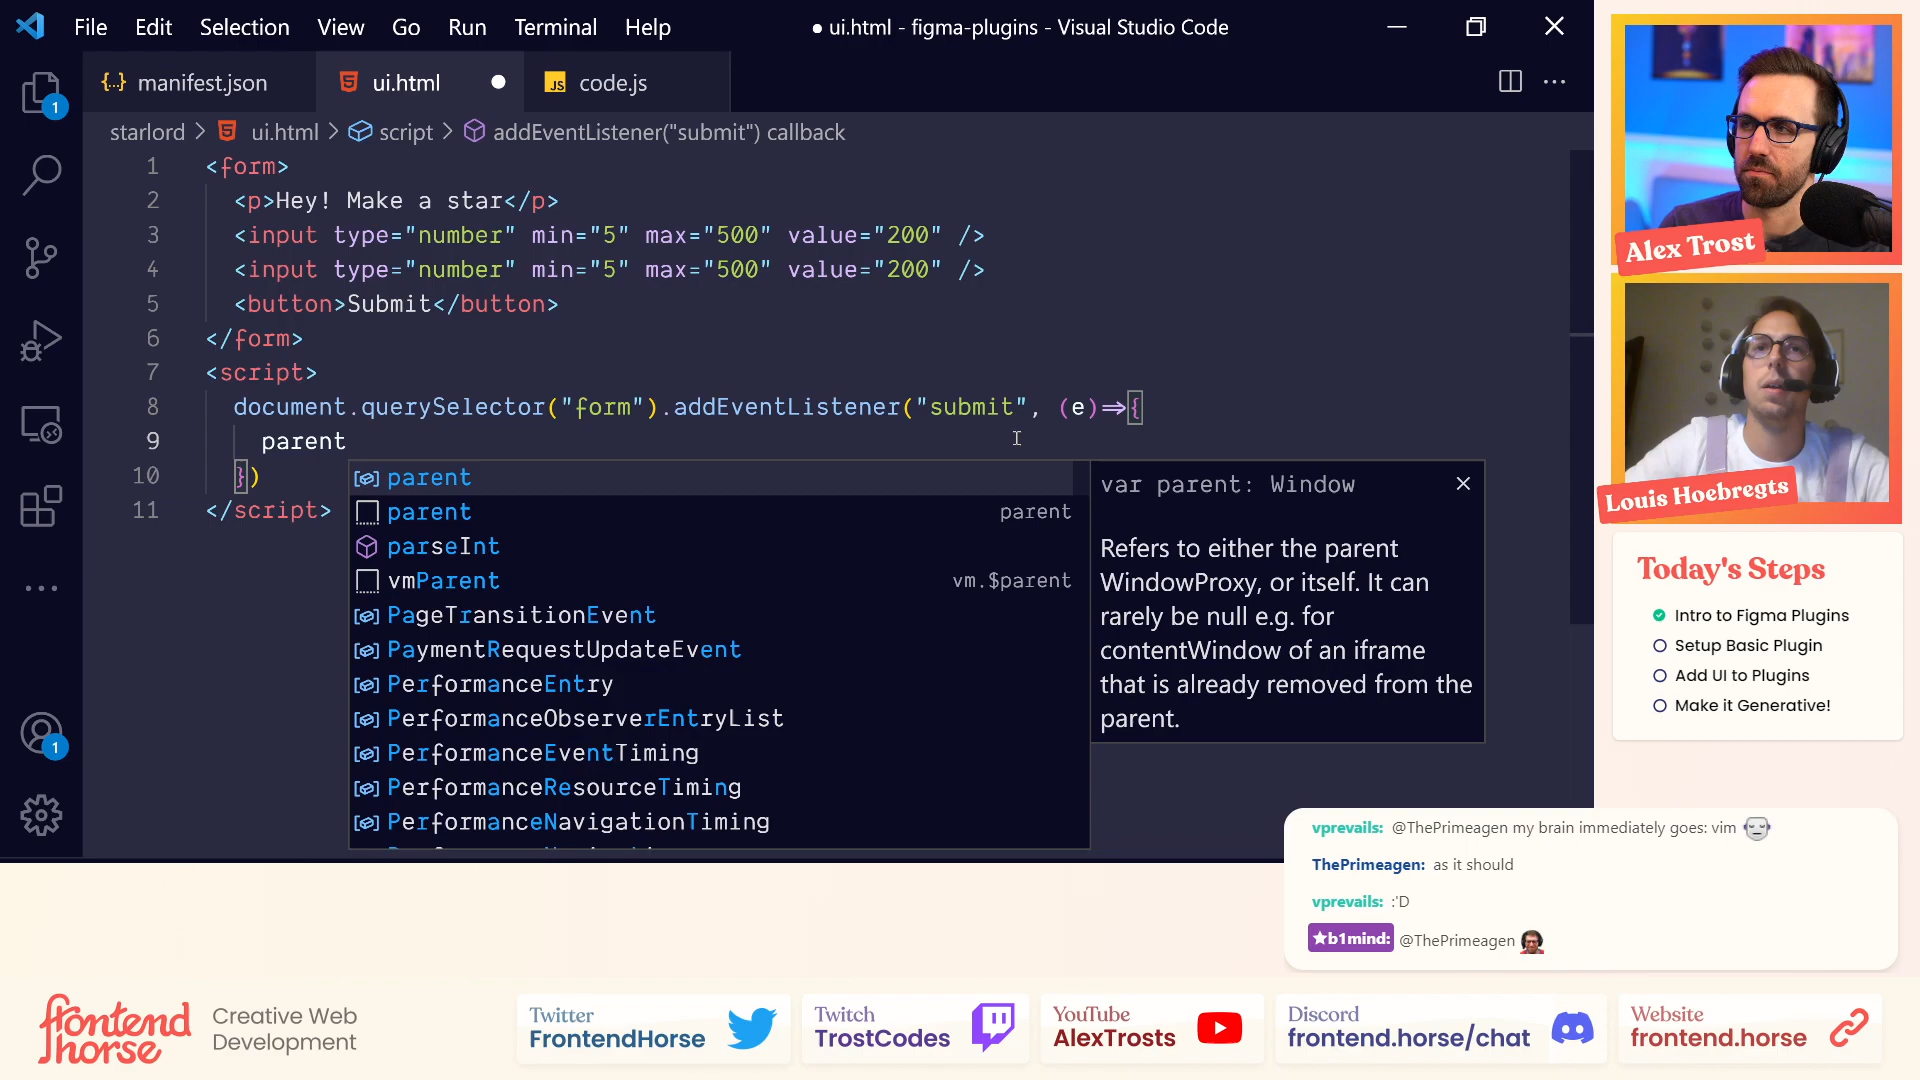 File Edit Selection View Go Run Terminal Help
● ui.html - figma-plugins - Visual Studio Code
{..} manifest.json
ui.html
JS code.js
starlord > ui.html > script > addEventListener("submit") callback
1 <form>
2 <p>Hey! Make a star</p>
3 <input type="number" min="5" max="500" value="200" />
4 <input type="number" min="5" max="500" value="200" />
5 <button>Submit</button>
6 </form>
7 <script>
8 document.querySelector("form").addEventListener("submit", (e)=>{
9 parent
10 })
11 </script>
parent
parent parent
parseInt
vmParent vm.$parent
PageTransitionEvent
PaymentRequestUpdateEvent
PerformanceEntry
PerformanceObserverEntryList
PerformanceEventTiming
PerformanceResourceTiming
PerformanceNavigationTiming
var parent: Window
Refers to either the parent
WindowProxy, or itself. It can
rarely be null e.g. for
contentWindow of an iframe
that is already removed from the
parent.
1
1
Alex Trost
Louis Hoebregts
Today's Steps
Intro to Figma Plugins
Setup Basic Plugin
Add UI to Plugins
Make it Generative!
vprevails: @ThePrimeagen my brain immediately goes: vim
ThePrimeagen: as it should
vprevails: :'D
★b1mind: @ThePrimeagen
frontend
horse
Creative Web
Development
Twitter
FrontendHorse
Twitch
TrostCodes
YouTube
AlexTrosts
Discord
frontend.horse/chat
Website
frontend.horse